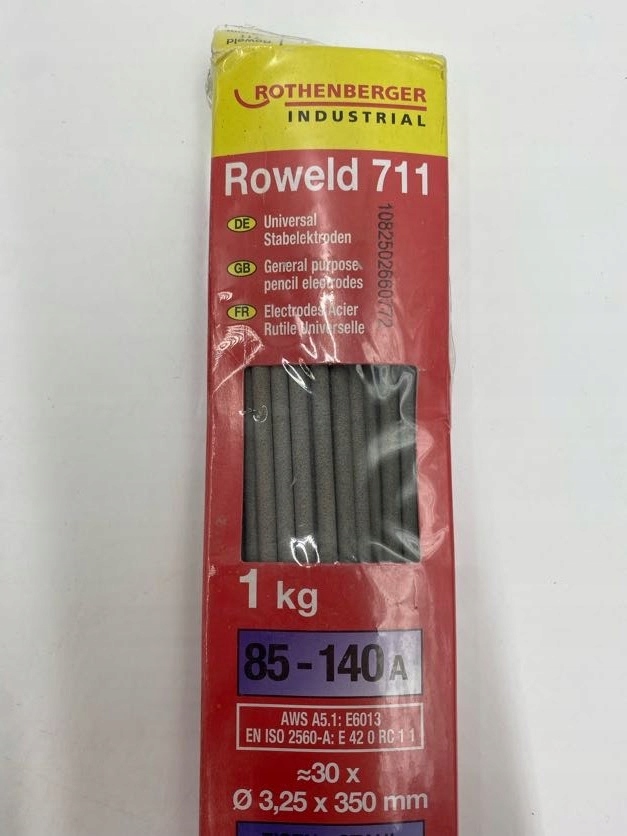 ROTHENBERGER
INDUSTRIAL
Roweld 711
DE Universal
Stabelektroden
GB General purpose
pencil electrodes
FR Electrodes Acier
Rutile Universelle
1082502660772
1 kg
85 - 140 A
AWS A5.1: E6013
EN ISO 2560-A: E 42 0 RC 1 1
≈30 x
Ø 3,25 x 350 mm